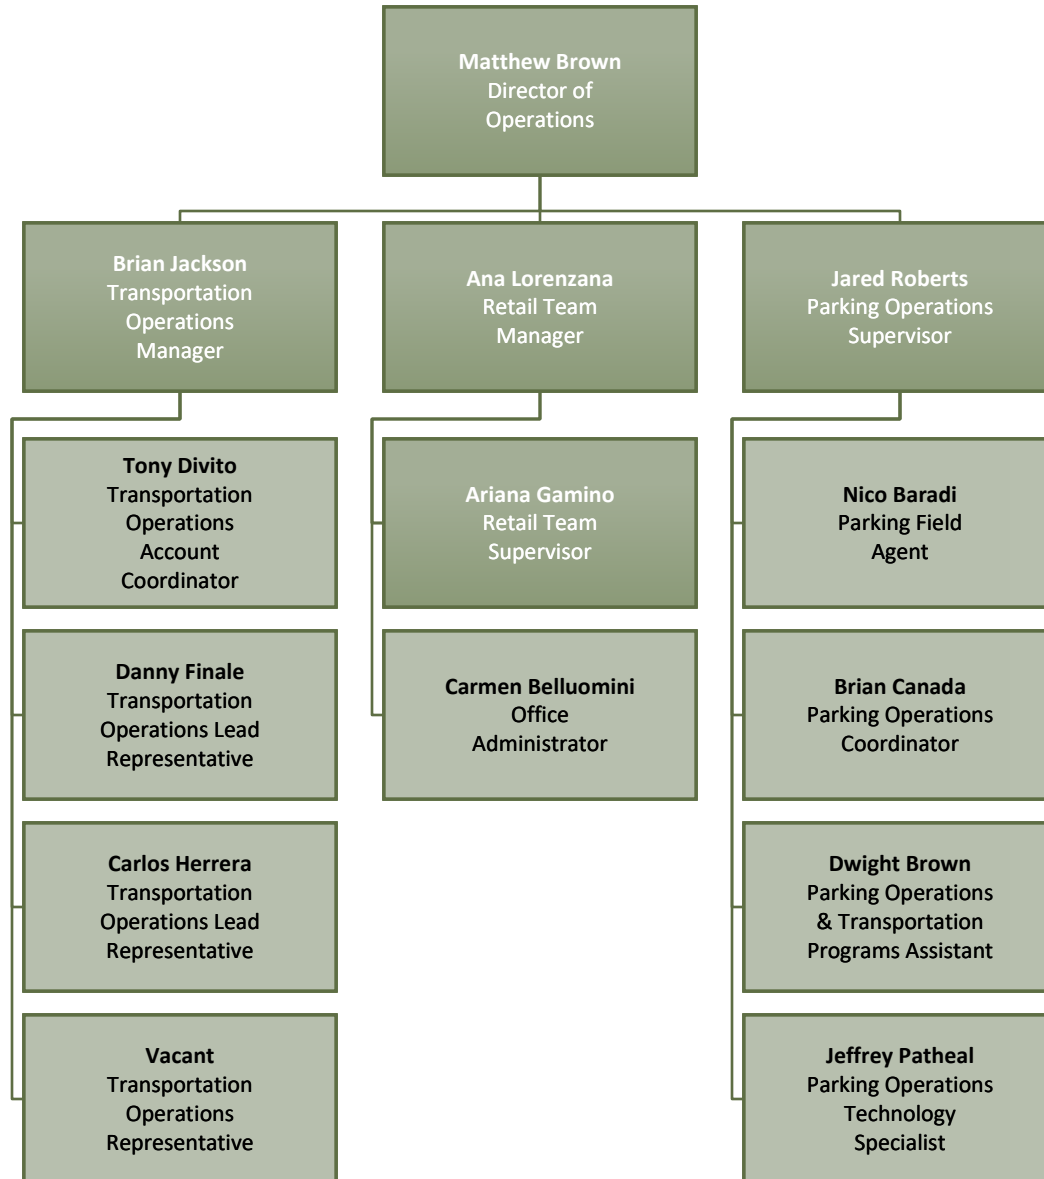 Matthew Brown
Director of
Operations
Brian Jackson
Transportation
Operations
Manager
Ana Lorenzana
Retail Team
Manager
Jared Roberts
Parking Operations
Supervisor
Tony Divito
Transportation
Operations
Account
Coordinator
Danny Finale
Transportation
Operations Lead
Representative
Carlos Herrera
Transportation
Operations Lead
Representative
Vacant
Transportation
Operations
Representative
Ariana Gamino
Retail Team
Supervisor
Carmen Belluomini
Office
Administrator
Nico Baradi
Parking Field
Agent
Brian Canada
Parking Operations
Coordinator
Dwight Brown
Parking Operations
& Transportation
Programs Assistant
Jeffrey Patheal
Parking Operations
Technology
Specialist